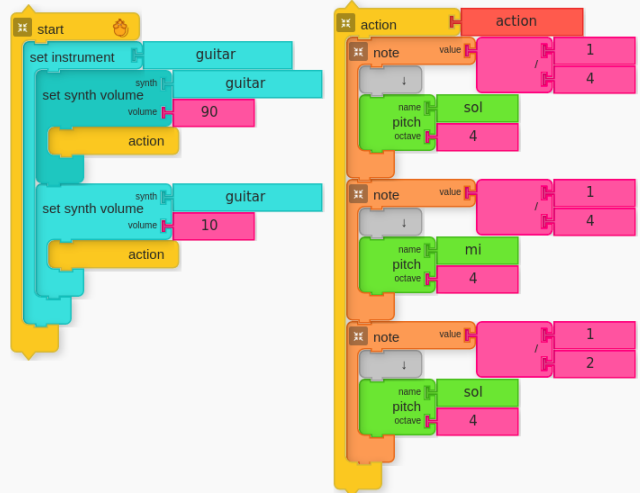 start
set instrument guitar
synth guitar
set synth volume
volume 90
action
synth guitar
set synth volume
volume 10
action
action action
note value 1
/
↓ 4
name sol
pitch
octave 4
note value 1
/
↓ 4
name mi
pitch
octave 4
note value 1
/
↓ 2
name sol
pitch
octave 4